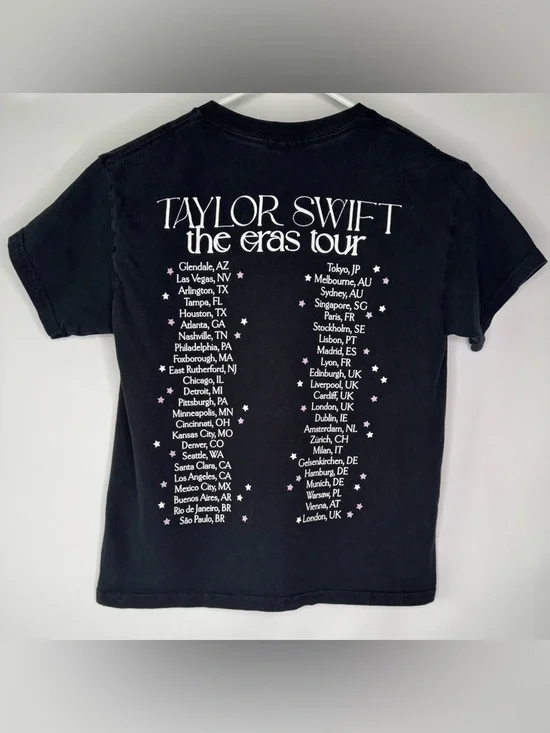 TAYLOR SWIFT
the eras tour
Glendale, AZ
Las Vegas, NV
Arlington, TX
Tampa, FL
Houston, TX
Atlanta, GA
Nashville, TN
Philadelphia, PA
Foxborough, MA
East Rutherford, NJ
Chicago, IL
Detroit, MI
Pittsburgh, PA
Minneapolis, MN
Cincinnati, OH
Kansas City, MO
Denver, CO
Seattle, WA
Santa Clara, CA
Los Angeles, CA
Mexico City, MX
Buenos Aires, AR
Rio de Janeiro, BR
São Paulo, BR
Tokyo, JP
Melbourne, AU
Sydney, AU
Singapore, SG
Paris, FR
Stockholm, SE
Lisbon, PT
Madrid, ES
Lyon, FR
Edinburgh, UK
Liverpool, UK
Cardiff, UK
London, UK
Dublin, IE
Amsterdam, NL
Zürich, CH
Milan, IT
Gelsenkirchen, DE
Hamburg, DE
Munich, DE
Warsaw, PL
Vienna, AT
London, UK